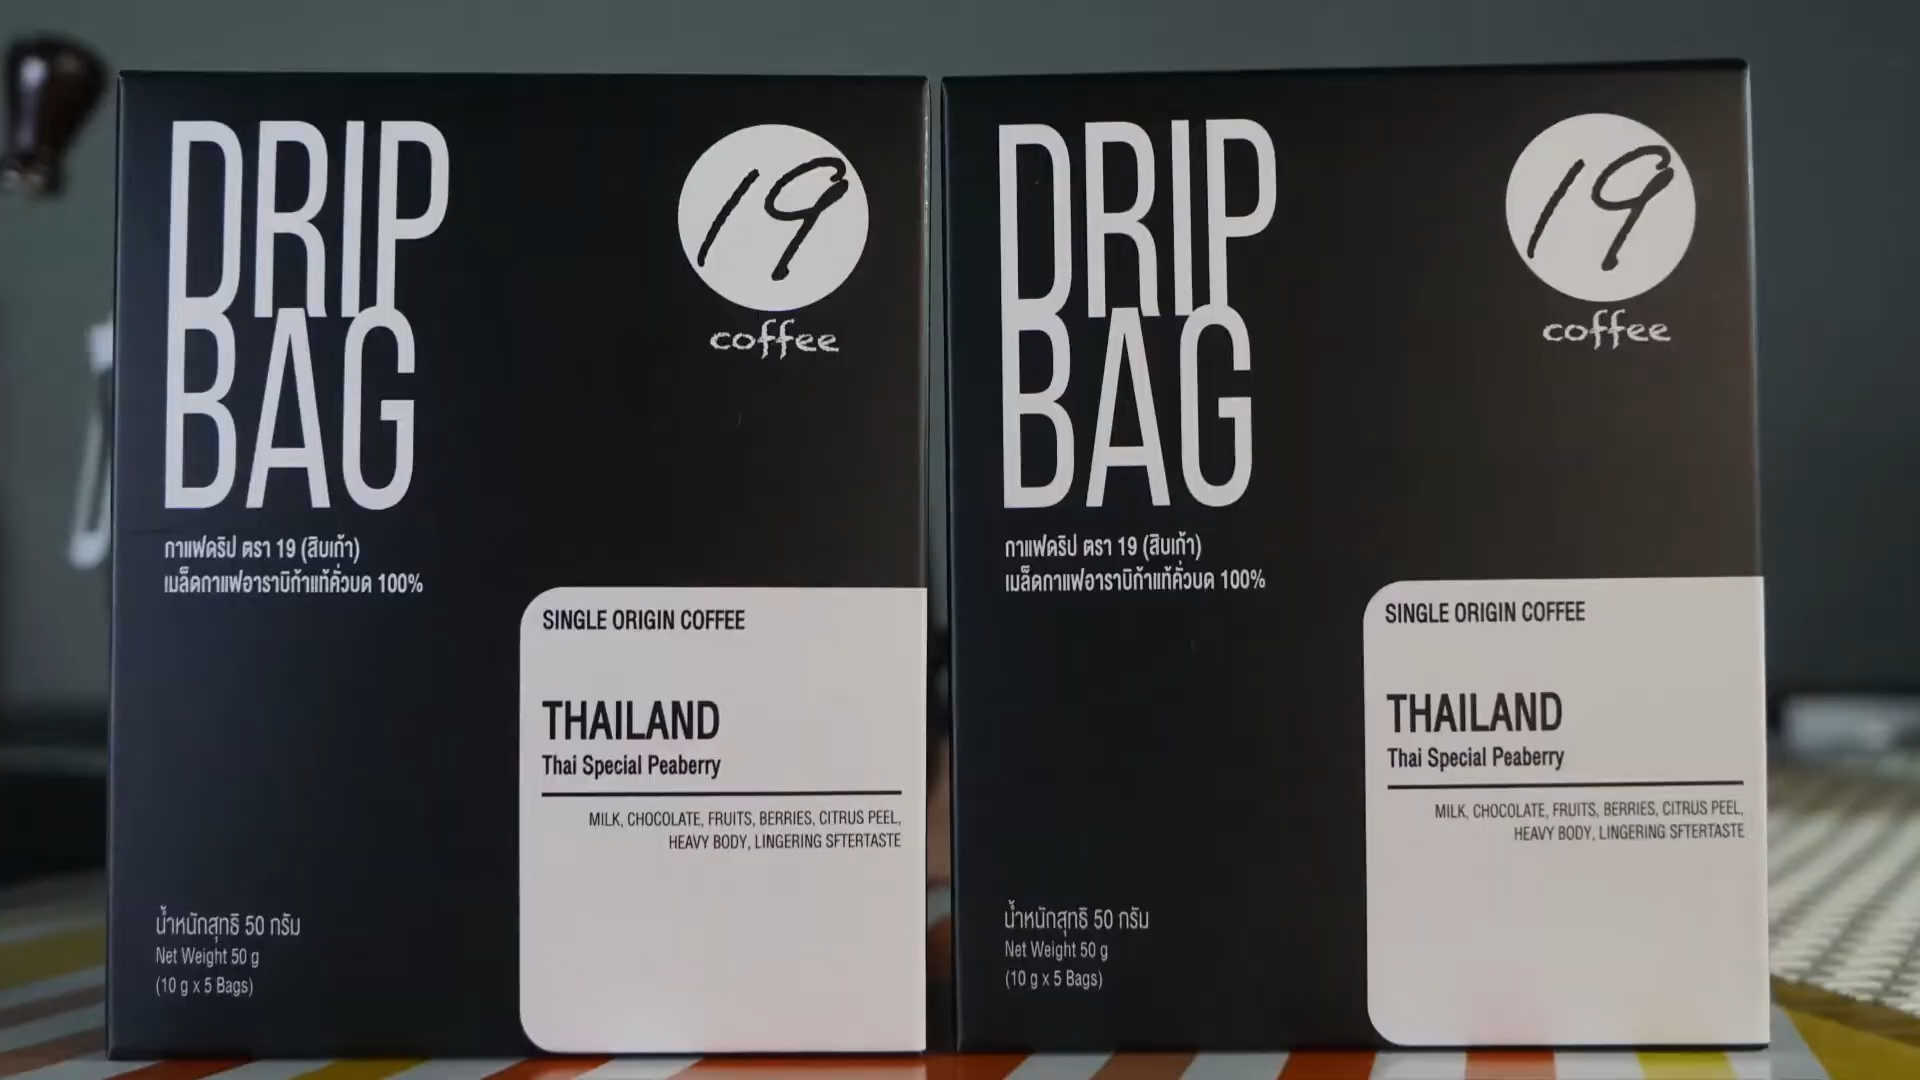 DRIP
BAG
19
coffee
กาแฟดริป ตรา 19 (สิบเก้า)
เมล็ดกาแฟอาราบิก้าแท้คั่วบด 100%
SINGLE ORIGIN COFFEE
THAILAND
Thai Special Peaberry
MILK, CHOCOLATE, FRUITS, BERRIES, CITRUS PEEL,
HEAVY BODY, LINGERING SFTERTASTE
น้ำหนักสุทธิ 50 กรัม
Net Weight 50 g
(10 g x 5 Bags)
DRIP
BAG
19
coffee
กาแฟดริป ตรา 19 (สิบเก้า)
เมล็ดกาแฟอาราบิก้าแท้คั่วบด 100%
SINGLE ORIGIN COFFEE
THAILAND
Thai Special Peaberry
MILK, CHOCOLATE, FRUITS, BERRIES, CITRUS PEEL,
HEAVY BODY, LINGERING SFTERTASTE
น้ำหนักสุทธิ 50 กรัม
Net Weight 50 g
(10 g x 5 Bags)